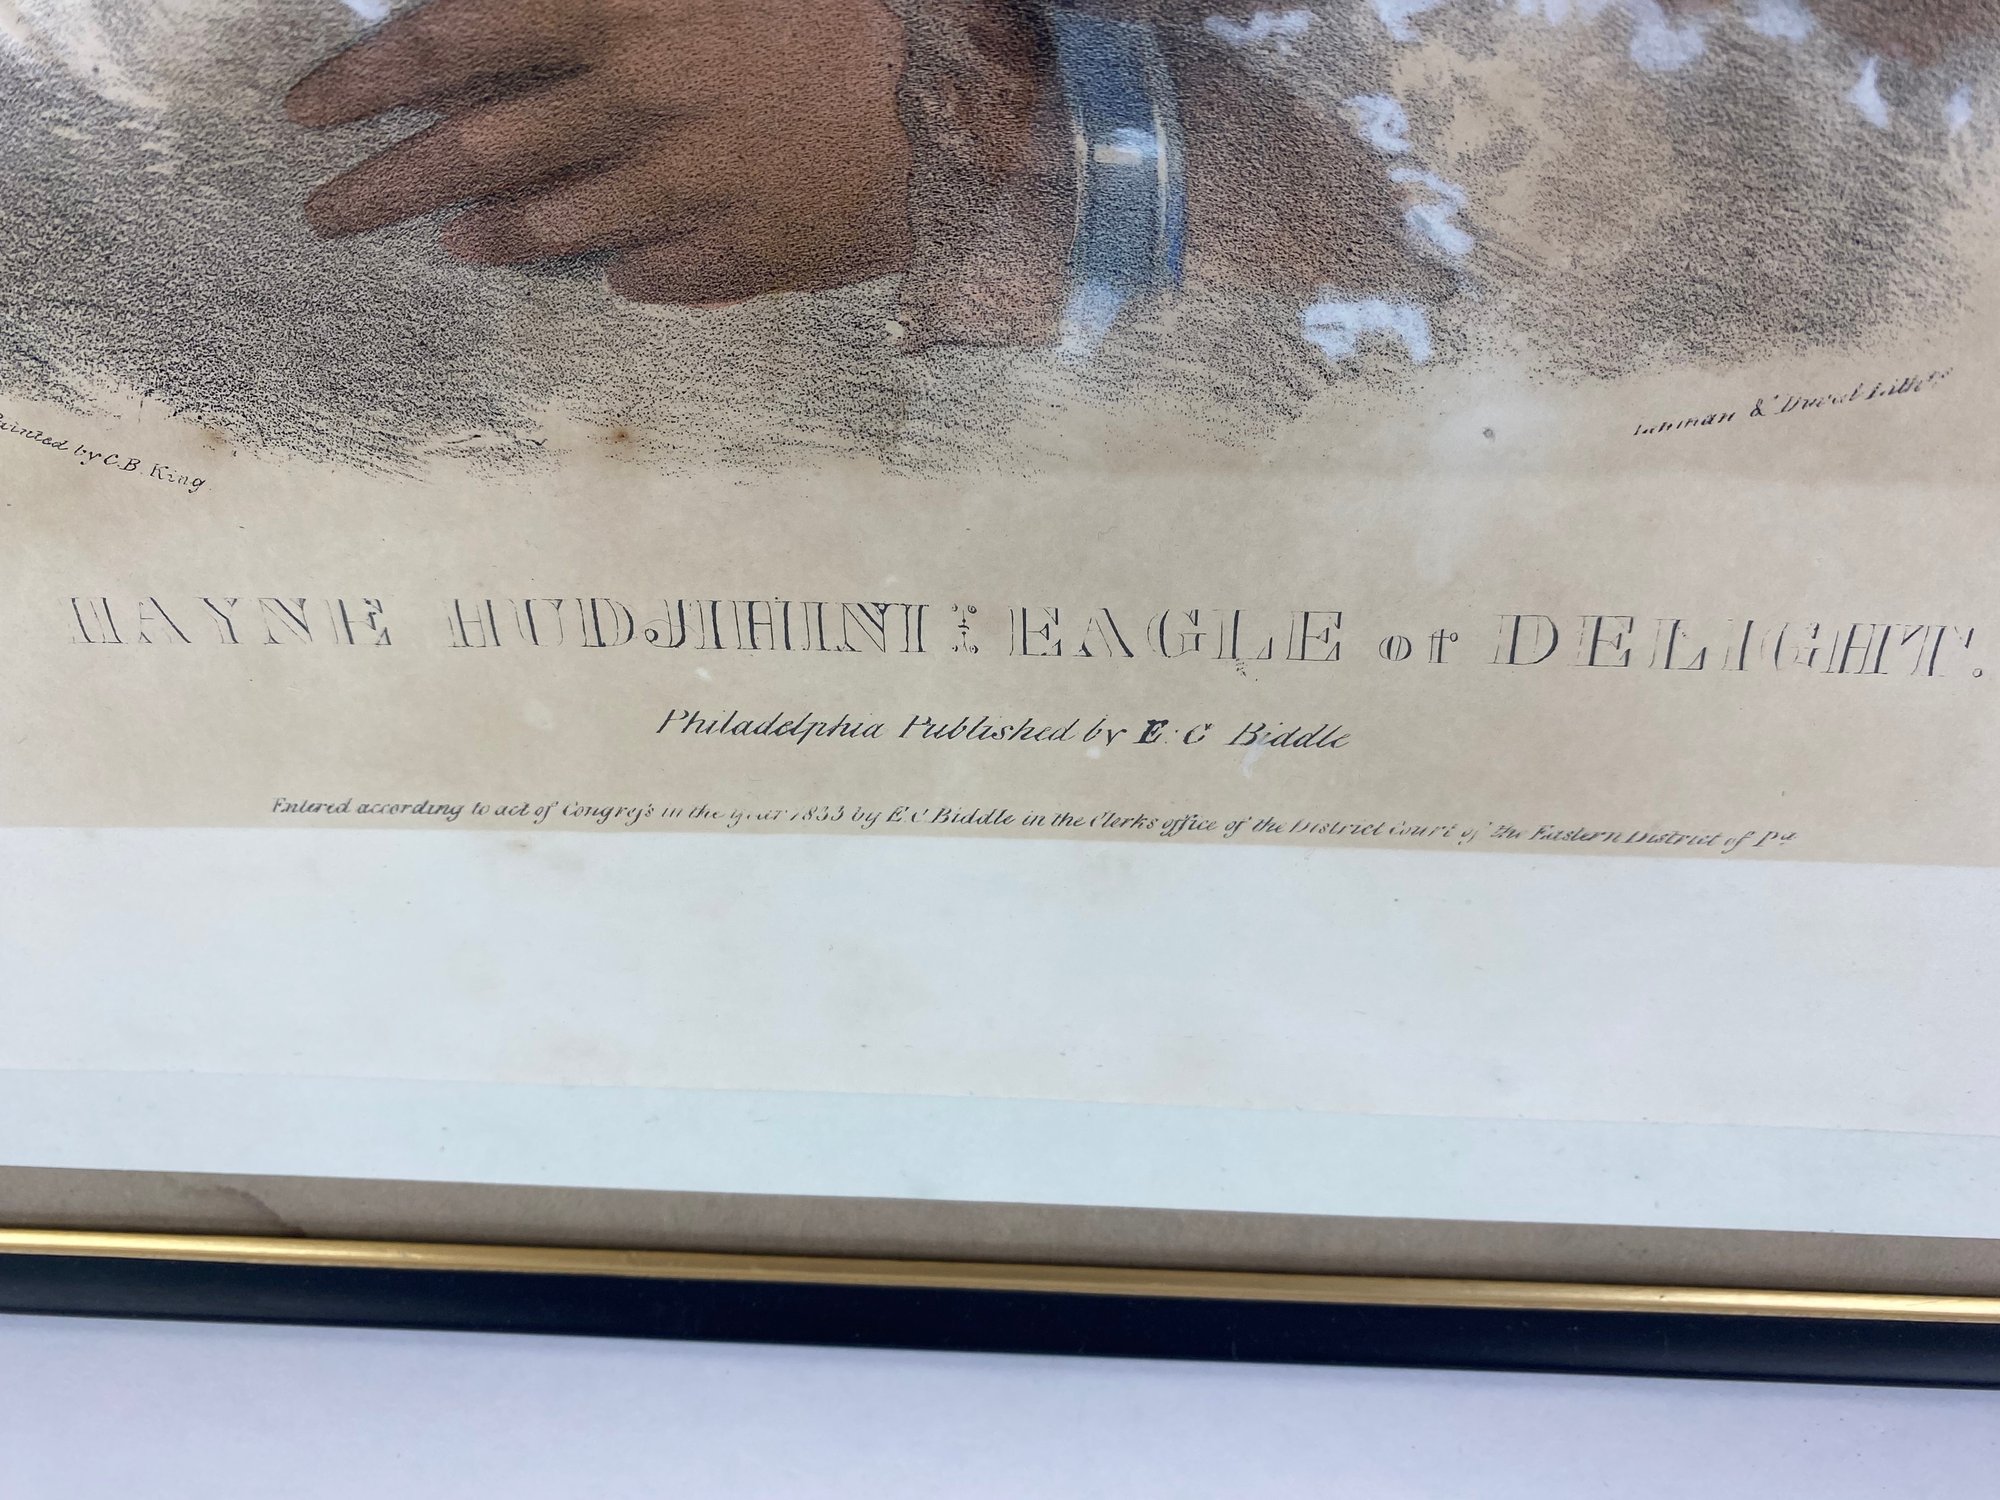 Painted by C.B. King
Lehman & Duval Lithrs
HAYNE HUDJIHINI: EAGLE of DELIGHT.
Philadelphia Published by E. C Biddle
Entered according to act of Congress in the year 1833 by E C Biddle in the Clerks office of the District Court of the Eastern District of Pa